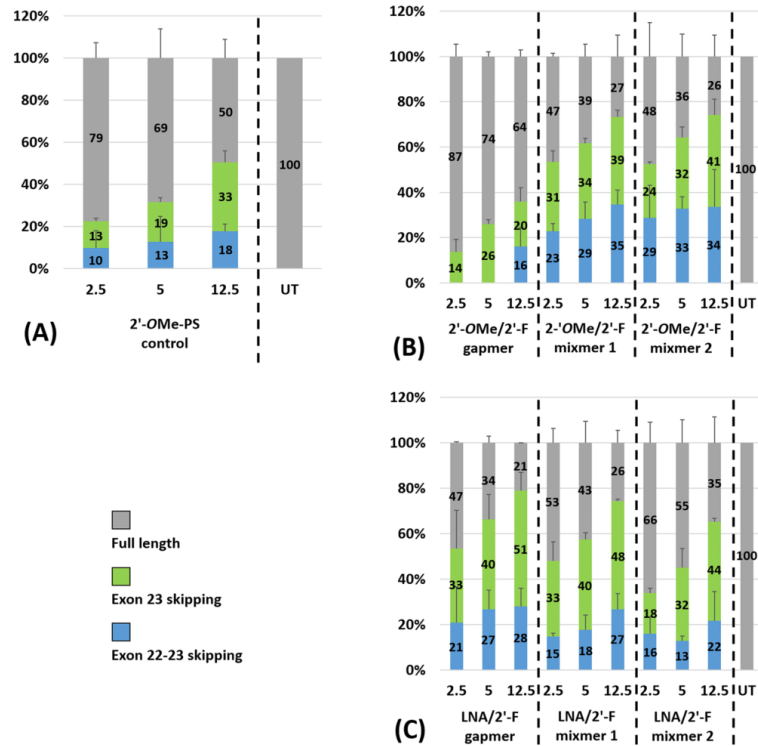 120%
100%
80%
60%
40%
20%
0%
79 69 50 100
13 19 33
10 13 18
2.5 5 12.5 UT
(A)
2'-OMe-PS
control
120%
100%
80%
60%
40%
20%
0%
87 74 64 47 39 27 48 36 26 100
14 26 20 31 34 39 24 32 41
16 23 29 35 29 33 34
2.5 5 12.5 2.5 5 12.5 2.5 5 12.5 UT
(B)
2'-OMe/2'-F
gapmer
2-'OMe/2'-F
mixmer 1
2'-OMe/2'-F
mixmer 2
120%
100%
80%
60%
40%
20%
0%
47 34 21 53 43 26 66 55 35 100
33 40 51 33 40 48 18 32 44
21 27 28 15 18 27 16 13 22
2.5 5 12.5 2.5 5 12.5 2.5 5 12.5 UT
(C)
LNA/2'-F
gapmer
LNA/2'-F
mixmer 1
LNA/2'-F
mixmer 2
Full length
Exon 23 skipping
Exon 22-23 skipping